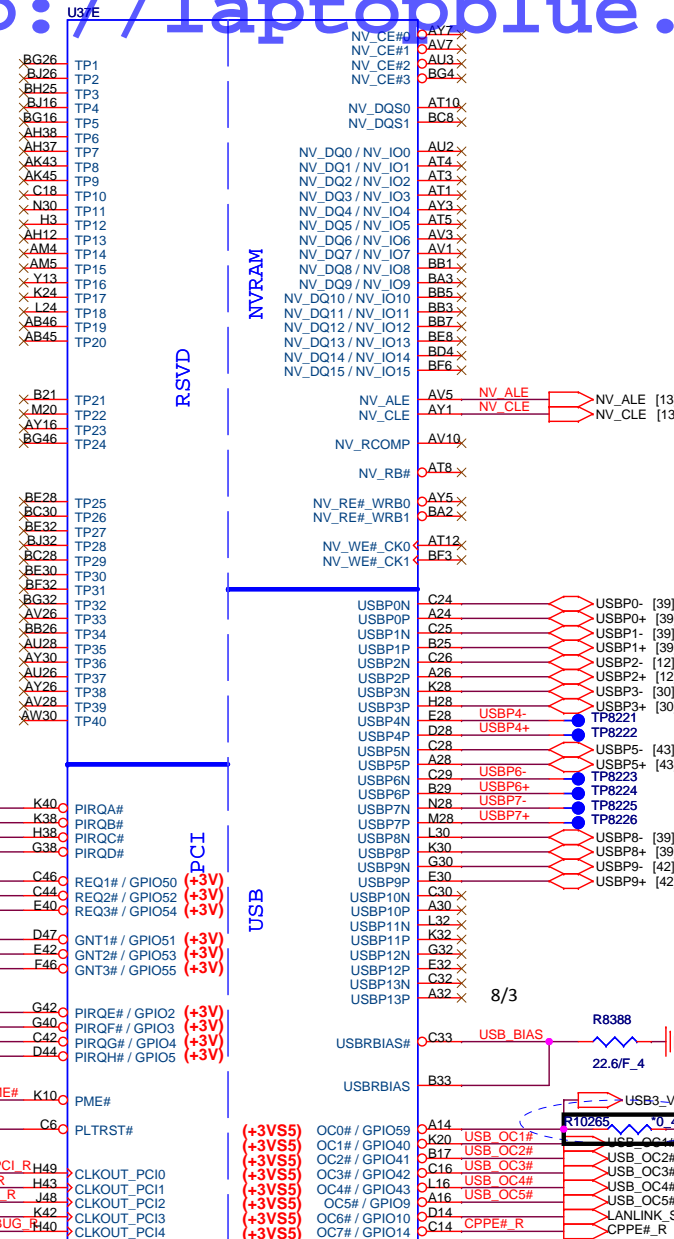 p://laptopblue.
U37E
BG26 TP1
BJ26 TP2
BH25 TP3
BJ16 TP4
BG16 TP5
AH38 TP6
AH37 TP7
AK43 TP8
AK45 TP9
C18 TP10
N30 TP11
H3 TP12
AH12 TP13
AM4 TP14
AM5 TP15
Y13 TP16
K24 TP17
L24 TP18
AB46 TP19
AB45 TP20
B21 TP21
M20 TP22
AY16 TP23
BG46 TP24
BE28 TP25
BC30 TP26
BE32 TP27
BJ32 TP28
BC28 TP29
BE30 TP30
BF32 TP31
BG32 TP32
AV26 TP33
BB26 TP34
AU28 TP35
AY30 TP36
AU26 TP37
AY26 TP38
AV28 TP39
AW30 TP40
RSVD
K40 PIRQA#
K38 PIRQB#
H38 PIRQC#
G38 PIRQD#
C46 REQ1# / GPIO50 (+3V)
C44 REQ2# / GPIO52 (+3V)
E40 REQ3# / GPIO54 (+3V)
D47 GNT1# / GPIO51 (+3V)
E42 GNT2# / GPIO53 (+3V)
F46 GNT3# / GPIO55 (+3V)
G42 PIRQE# / GPIO2 (+3V)
G40 PIRQF# / GPIO3 (+3V)
C42 PIRQG# / GPIO4 (+3V)
D44 PIRQH# / GPIO5 (+3V)
ME# K10 PME#
C6 PLTRST#
PCI_R H49 CLKOUT_PCI0
R H43 CLKOUT_PCI1
_R J48 CLKOUT_PCI2
K42 CLKOUT_PCI3
BUG_R H40 CLKOUT_PCI4
PCI
NVRAM
NV_CE#0 AY7
NV_CE#1 AV7
NV_CE#2 AU3
NV_CE#3 BG4
NV_DQS0 AT10
NV_DQS1 BC8
NV_DQ0 / NV_IO0 AU2
NV_DQ1 / NV_IO1 AT4
NV_DQ2 / NV_IO2 AT3
NV_DQ3 / NV_IO3 AT1
NV_DQ4 / NV_IO4 AY3
NV_DQ5 / NV_IO5 AT5
NV_DQ6 / NV_IO6 AV3
NV_DQ7 / NV_IO7 AV1
NV_DQ8 / NV_IO8 BB1
NV_DQ9 / NV_IO9 BA3
NV_DQ10 / NV_IO10 BB5
NV_DQ11 / NV_IO11 BB3
NV_DQ12 / NV_IO12 BB7
NV_DQ13 / NV_IO13 BE8
NV_DQ14 / NV_IO14 BD4
NV_DQ15 / NV_IO15 BF6
NV_ALE AV5 NV_ALE NV_ALE [13
NV_CLE AY1 NV_CLE NV_CLE [13
NV_RCOMP AV10
NV_RB# AT8
NV_RE#_WRB0 AY5
NV_RE#_WRB1 BA2
NV_WE#_CK0 AT12
NV_WE#_CK1 BF3
USB
USBP0N C24 USBP0- [39]
USBP0P A24 USBP0+ [39
USBP1N C25 USBP1- [39]
USBP1P B25 USBP1+ [39
USBP2N C26 USBP2- [12]
USBP2P A26 USBP2+ [12
USBP3N K28 USBP3- [30]
USBP3P H28 USBP3+ [30
USBP4N E28 USBP4- TP8221
USBP4P D28 USBP4+ TP8222
USBP5N C28 USBP5- [43]
USBP5P A28 USBP5+ [43
USBP6N C29 USBP6- TP8223
USBP6P B29 USBP6+ TP8224
USBP7N N28 USBP7- TP8225
USBP7P M28 USBP7+ TP8226
USBP8N L30 USBP8- [39]
USBP8P K30 USBP8+ [39
USBP9N G30 USBP9- [42]
USBP9P E30 USBP9+ [42
USBP10N C30
USBP10P A30
USBP11N L32
USBP11P K32
USBP12N G32
USBP12P E32
USBP13N C32
USBP13P A32
8/3
R8388
USBRBIAS# C33 USB_BIAS
22.6/F_4
USBRBIAS B33
USB3_V
R10265 *0_4
(+3VS5) OC0# / GPIO59 A14
(+3VS5) OC1# / GPIO40 K20 USB_OC1# USB_OC1#
(+3VS5) OC2# / GPIO41 B17 USB_OC2# USB_OC2#
(+3VS5) OC3# / GPIO42 C16 USB_OC3# USB_OC3#
(+3VS5) OC4# / GPIO43 L16 USB_OC4# USB_OC4#
(+3VS5) OC5# / GPIO9 A16 USB_OC5# USB_OC5#
(+3VS5) OC6# / GPIO10 D14 LANLINK_S
(+3VS5) OC7# / GPIO14 C14 CPPE#_R CPPE#_R